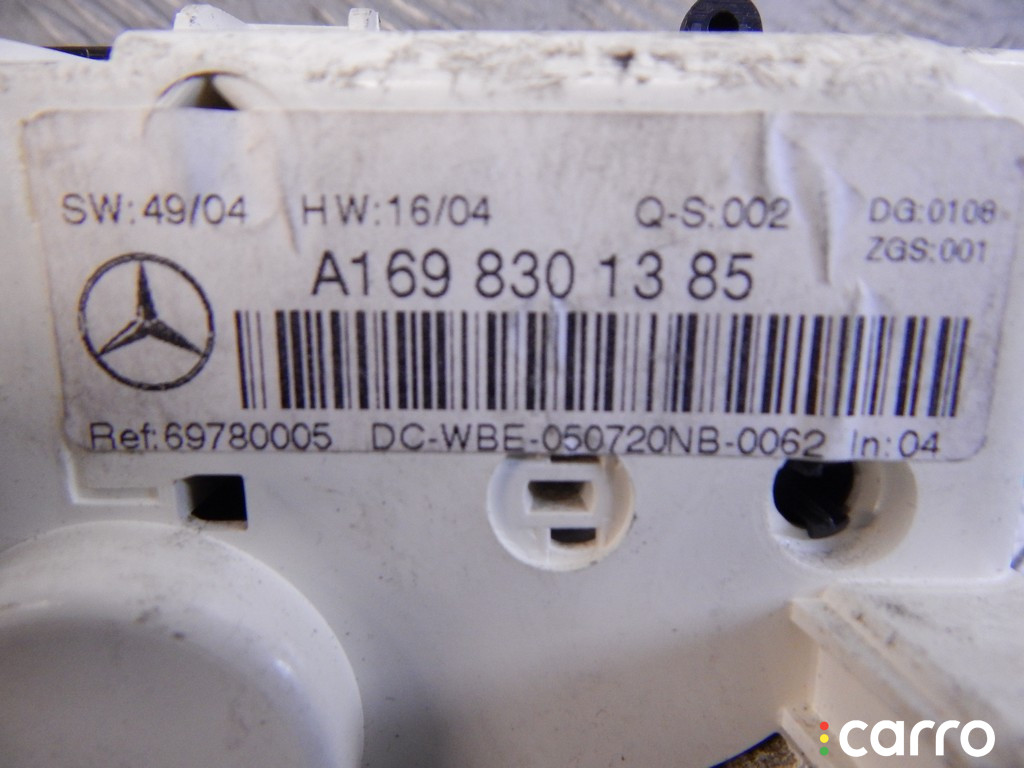 SW:49/04 HW:16/04 Q-S:002 DG:0108
ZGS:001
A169 830 13 85
Ref:69780005 DC-WBE-050720NB-0062 In:04
carro